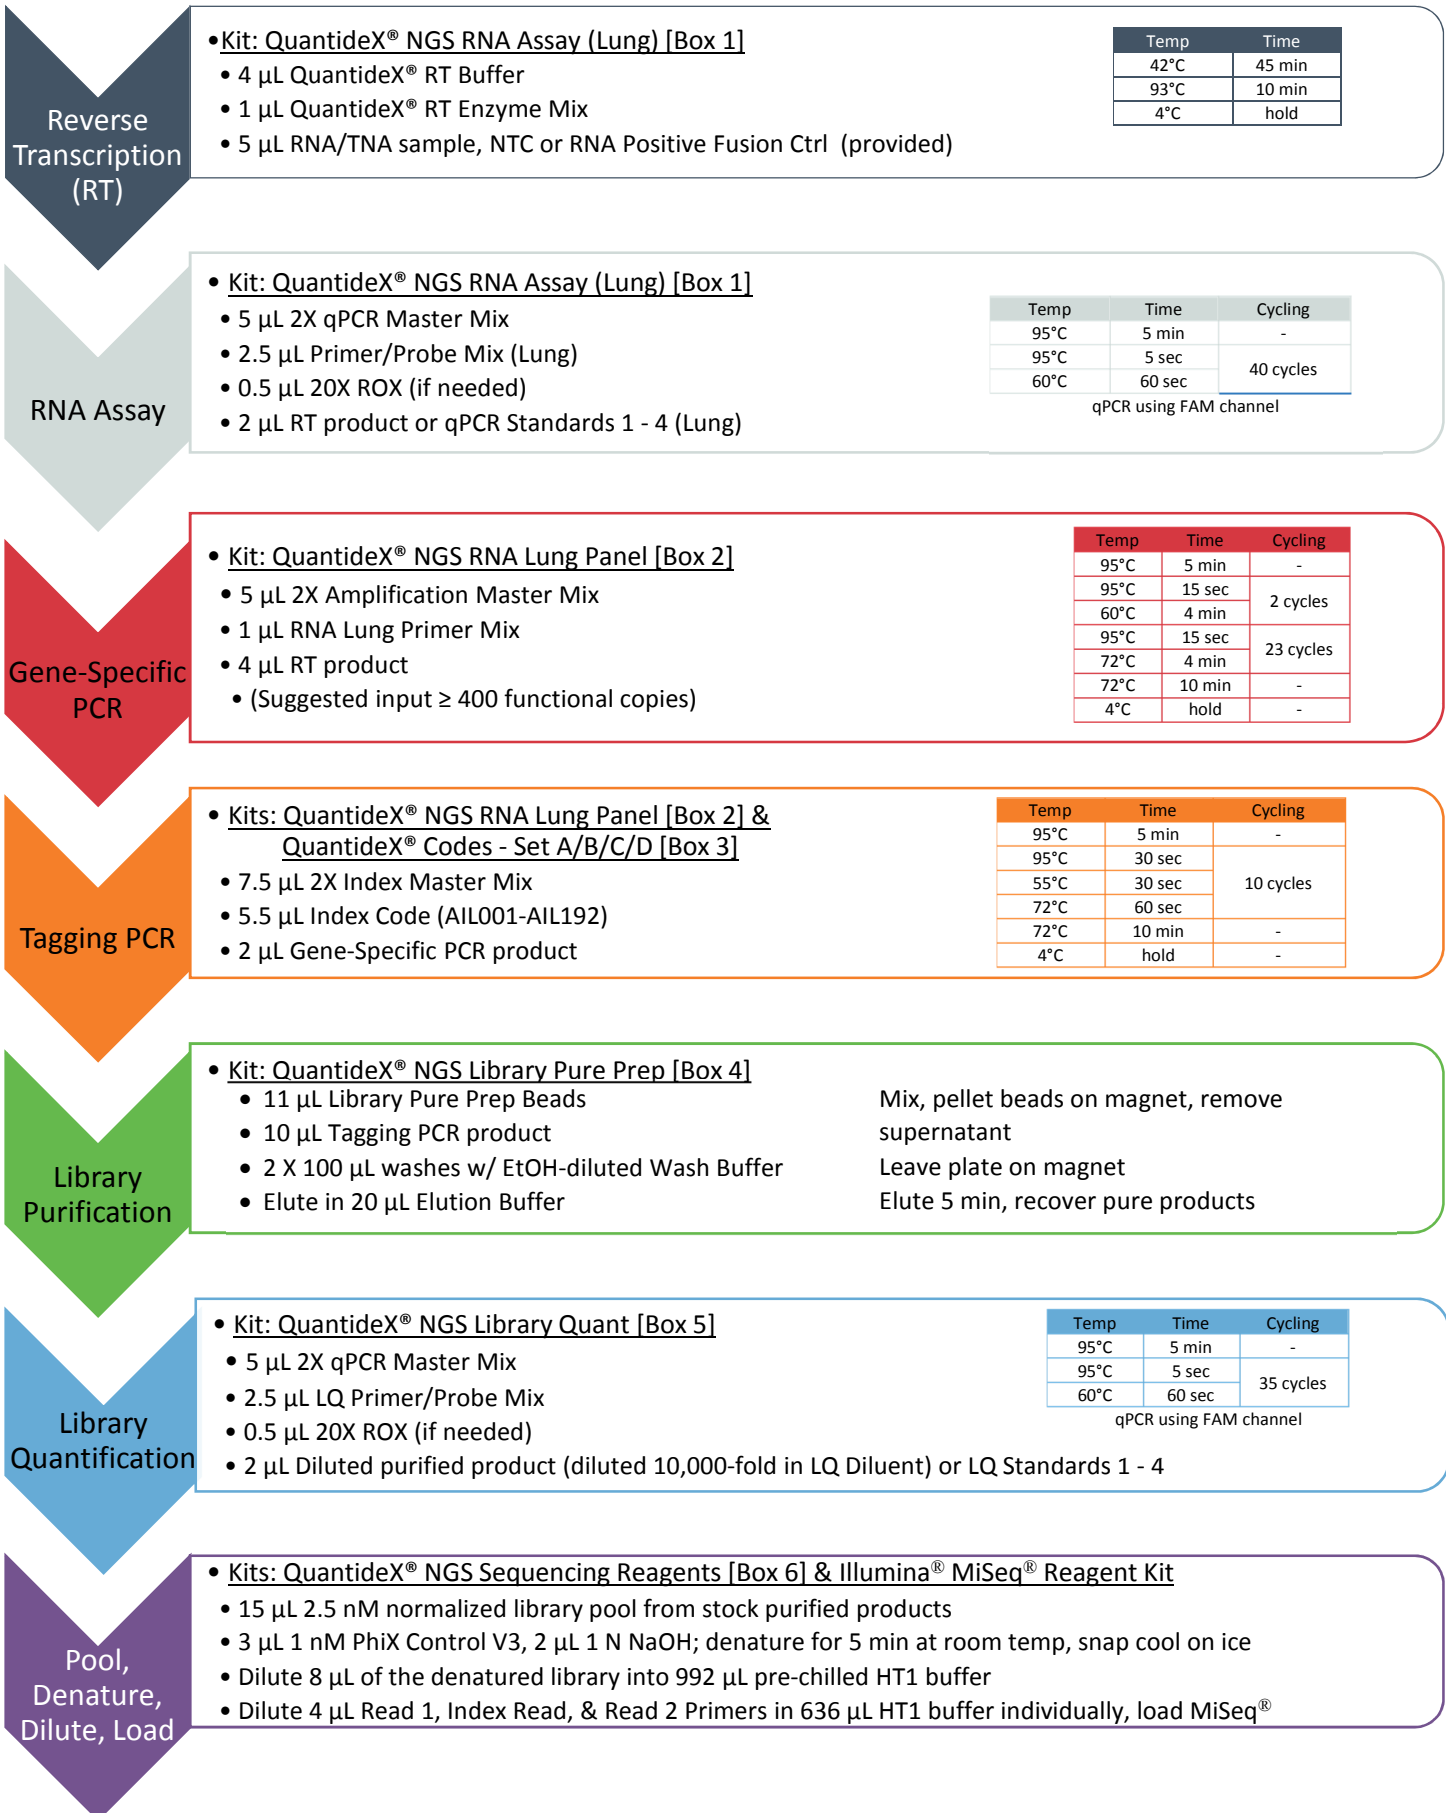 Reverse
Transcription
(RT)
•Kit: QuantideX® NGS RNA Assay (Lung) [Box 1]
• 4 µL QuantideX® RT Buffer
• 1 µL QuantideX® RT Enzyme Mix
• 5 µL RNA/TNA sample, NTC or RNA Positive Fusion Ctrl (provided)
Temp Time
42°C 45 min
93°C 10 min
4°C hold
RNA Assay
• Kit: QuantideX® NGS RNA Assay (Lung) [Box 1]
• 5 µL 2X qPCR Master Mix
• 2.5 µL Primer/Probe Mix (Lung)
• 0.5 µL 20X ROX (if needed)
• 2 µL RT product or qPCR Standards 1 - 4 (Lung)
Temp Time Cycling
95°C 5 min -
95°C 5 sec
40 cycles
60°C 60 sec
qPCR using FAM channel
Gene-Specific
PCR
• Kit: QuantideX® NGS RNA Lung Panel [Box 2]
• 5 µL 2X Amplification Master Mix
• 1 µL RNA Lung Primer Mix
• 4 µL RT product
• (Suggested input ≥ 400 functional copies)
Temp Time Cycling
95°C 5 min -
95°C 15 sec
2 cycles
60°C 4 min
95°C 15 sec
23 cycles
72°C 4 min
72°C 10 min -
4°C hold -
Tagging PCR
• Kits: QuantideX® NGS RNA Lung Panel [Box 2] &
QuantideX® Codes - Set A/B/C/D [Box 3]
• 7.5 µL 2X Index Master Mix
• 5.5 µL Index Code (AIL001-AIL192)
• 2 µL Gene-Specific PCR product
Temp Time Cycling
95°C 5 min -
95°C 30 sec
55°C 30 sec 10 cycles
72°C 60 sec
72°C 10 min -
4°C hold -
Library
Purification
• Kit: QuantideX® NGS Library Pure Prep [Box 4]
• 11 µL Library Pure Prep Beads
• 10 µL Tagging PCR product
• 2 X 100 µL washes w/ EtOH-diluted Wash Buffer
• Elute in 20 µL Elution Buffer
Mix, pellet beads on magnet, remove
supernatant
Leave plate on magnet
Elute 5 min, recover pure products
Library
Quantification
• Kit: QuantideX® NGS Library Quant [Box 5]
• 5 µL 2X qPCR Master Mix
• 2.5 µL LQ Primer/Probe Mix
• 0.5 µL 20X ROX (if needed)
• 2 µL Diluted purified product (diluted 10,000-fold in LQ Diluent) or LQ Standards 1 - 4
Temp Time Cycling
95°C 5 min -
95°C 5 sec
35 cycles
60°C 60 sec
qPCR using FAM channel
Pool,
Denature,
Dilute, Load
• Kits: QuantideX® NGS Sequencing Reagents [Box 6] & Illumina® MiSeq® Reagent Kit
• 15 µL 2.5 nM normalized library pool from stock purified products
• 3 µL 1 nM PhiX Control V3, 2 µL 1 N NaOH; denature for 5 min at room temp, snap cool on ice
• Dilute 8 µL of the denatured library into 992 µL pre-chilled HT1 buffer
• Dilute 4 µL Read 1, Index Read, & Read 2 Primers in 636 µL HT1 buffer individually, load MiSeq®